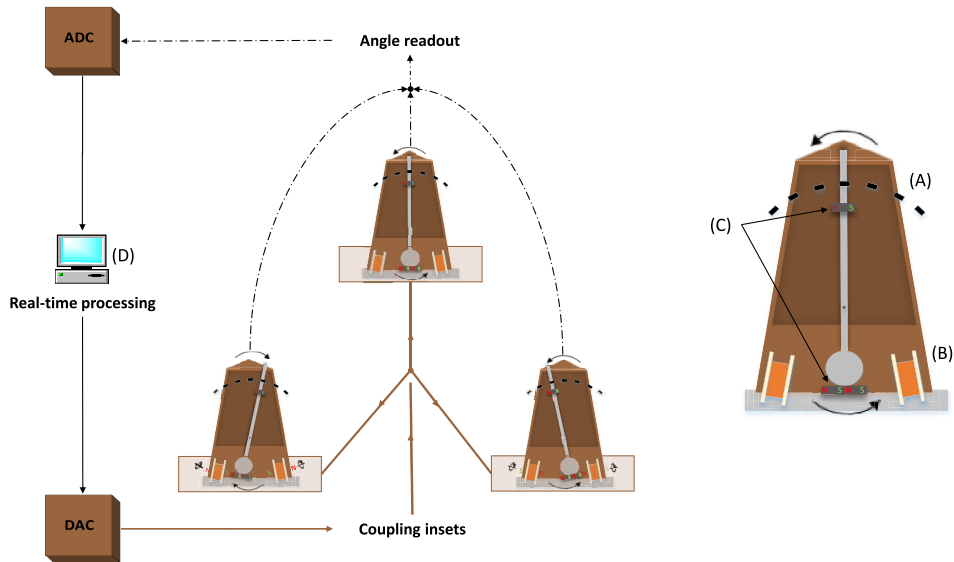 ADC
Angle readout
(A)
(C)
S
(D)
Real-time processing
(B)
N S N S
DAC
Coupling insets